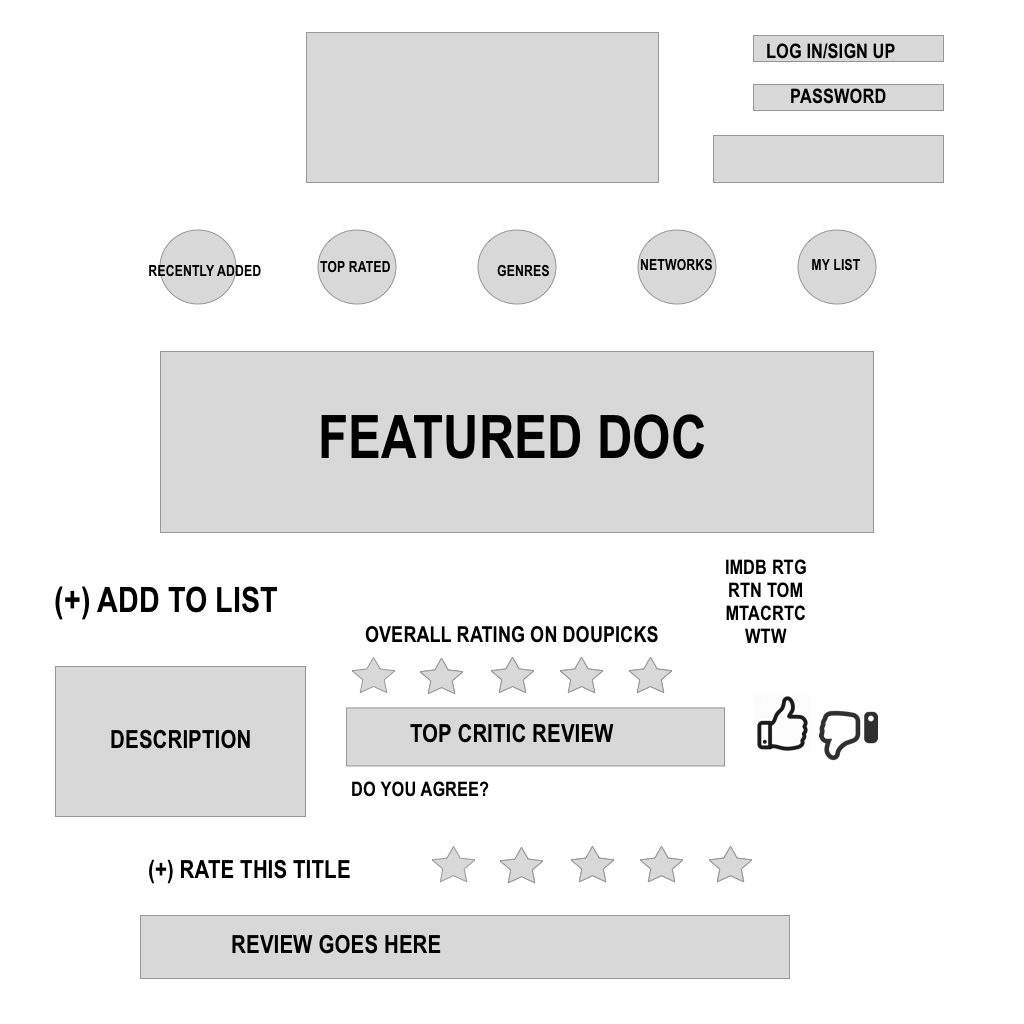 LOG IN/SIGN UP
PASSWORD
RECENTLY ADDED
TOP RATED
GENRES
NETWORKS
MY LIST
FEATURED DOC
(+) ADD TO LIST
IMDB RTG
RTN TOM
MTACRTC
WTW
OVERALL RATING ON DOUPICKS
DESCRIPTION
TOP CRITIC REVIEW
DO YOU AGREE?
(+) RATE THIS TITLE
REVIEW GOES HERE